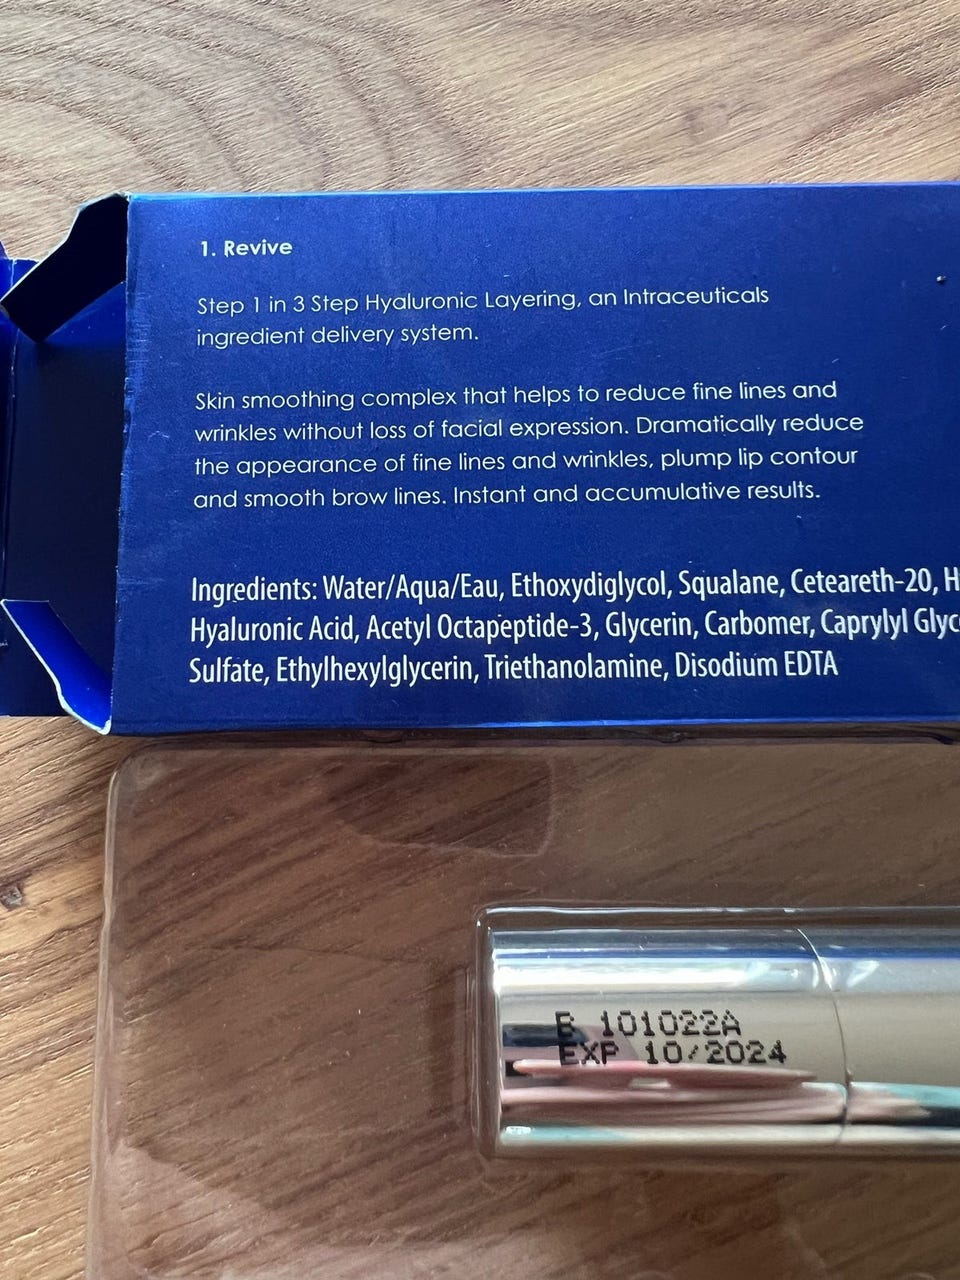 1. Revive
Step 1 in 3 Step Hyaluronic Layering, an Intraceuticals
ingredient delivery system.
Skin smoothing complex that helps to reduce fine lines and
wrinkles without loss of facial expression. Dramatically reduce
the appearance of fine lines and wrinkles, plump lip contour
and smooth brow lines. Instant and accumulative results.
Ingredients: Water/Aqua/Eau, Ethoxydiglycol, Squalane, Ceteareth-20,
Hyaluronic Acid, Acetyl Octapeptide-3, Glycerin, Carbomer, Caprylyl
Sulfate, Ethylhexylglycerin, Triethanolamine, Disodium EDTA
B 101022A
EXP 10/2024